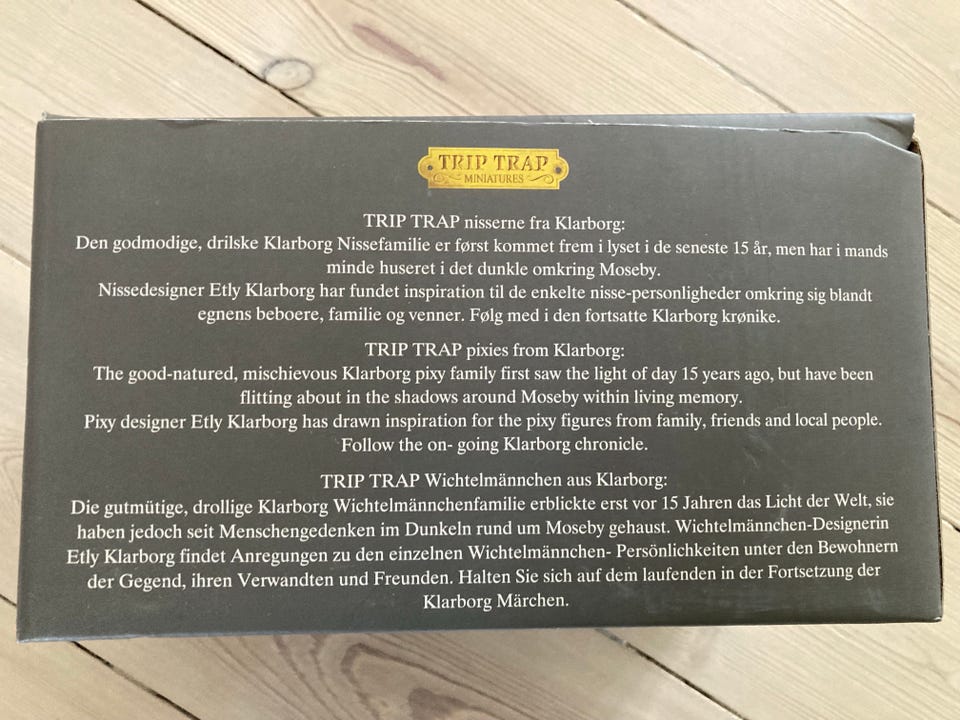 TRIP TRAP
MINIATURES
TRIP TRAP nisserne fra Klarborg:
Den godmodige, drilske Klarborg Nissefamilie er først kommet frem i lyset i de seneste 15 år, men har i mands
minde huseret i det dunkle omkring Moseby.
Nissedesigner Etly Klarborg har fundet inspiration til de enkelte nisse-personligheder omkring sig blandt
egnens beboere, familie og venner. Følg med i den fortsatte Klarborg krønike.
TRIP TRAP pixies from Klarborg:
The good-natured, mischievous Klarborg pixy family first saw the light of day 15 years ago, but have been
flitting about in the shadows around Moseby within living memory.
Pixy designer Etly Klarborg has drawn inspiration for the pixy figures from family, friends and local people.
Follow the on- going Klarborg chronicle.
TRIP TRAP Wichtelmännchen aus Klarborg:
Die gutmütige, drollige Klarborg Wichtelmännchenfamilie erblickte erst vor 15 Jahren das Licht der Welt, sie
haben jedoch seit Menschengedenken im Dunkeln rund um Moseby gehaust. Wichtelmännchen-Designerin
Etly Klarborg findet Anregungen zu den einzelnen Wichtelmännchen- Persönlichkeiten unter den Bewohnern
der Gegend, ihren Verwandten und Freunden. Halten Sie sich auf dem laufenden in der Fortsetzung der
Klarborg Märchen.